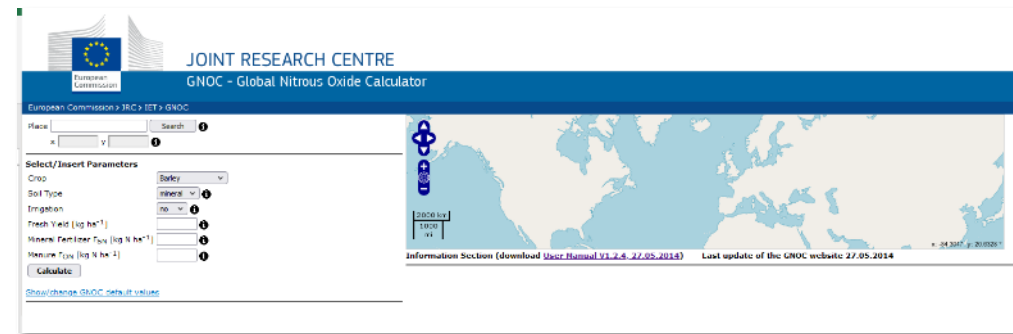 JOINT RESEARCH CENTRE
European
Commission
GNOC - Global Nitrous Oxide Calculator
European Commission > JRC > IET > GNOC
Place Search
x y
Select/Insert Parameters
Crop Barley
Soil Type mineral
Irrigation no
Fresh Yield [kg ha⁻¹]
Mineral Fertilizer F_SN [kg N ha⁻¹]
Manure F_ON [kg N ha⁻¹]
Calculate
Show/change GNOC default values
2000 km
1000
mi
Information Section (download User Manual V1.2.4, 27.05.2014) Last update of the GNOC website 27.05.2014